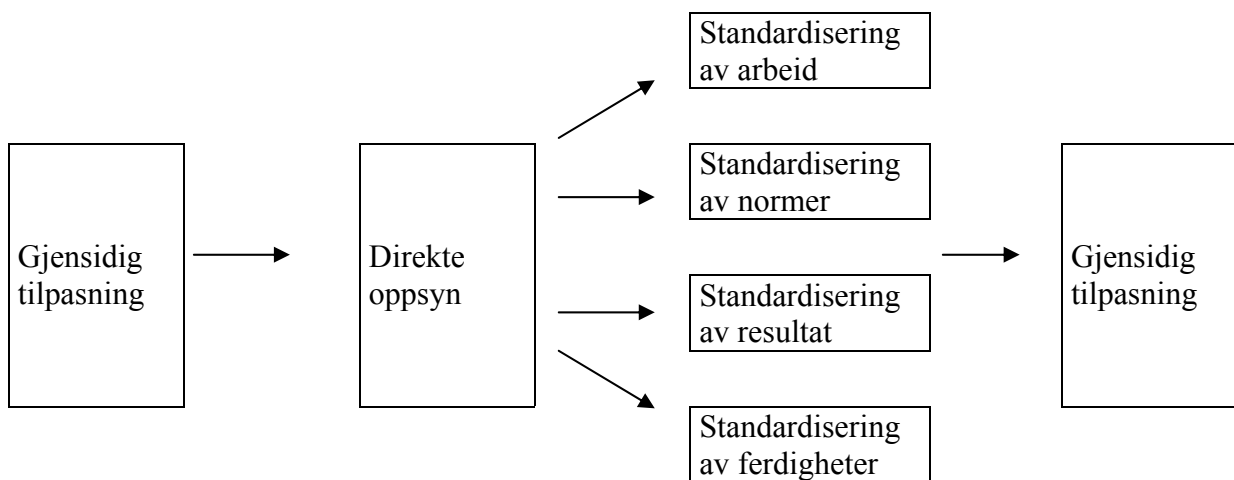 Gjensidig
tilpasning
Direkte
oppsyn
Standardisering
av arbeid
Standardisering
av normer
Standardisering
av resultat
Standardisering
av ferdigheter
Gjensidig
tilpasning